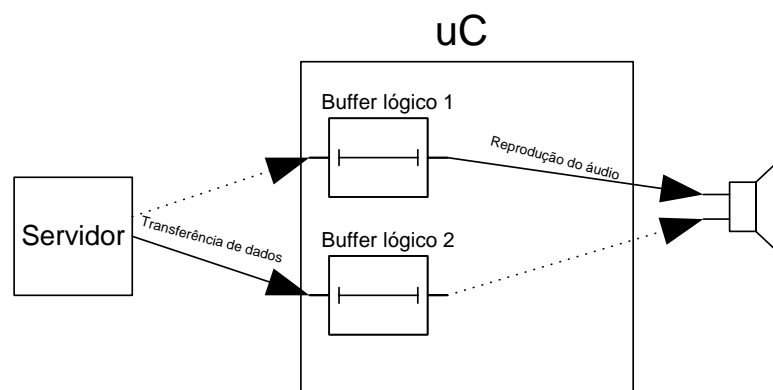 uC
Buffer lógico 1
Reprodução do áudio
Servidor
Transferência de dados
Buffer lógico 2